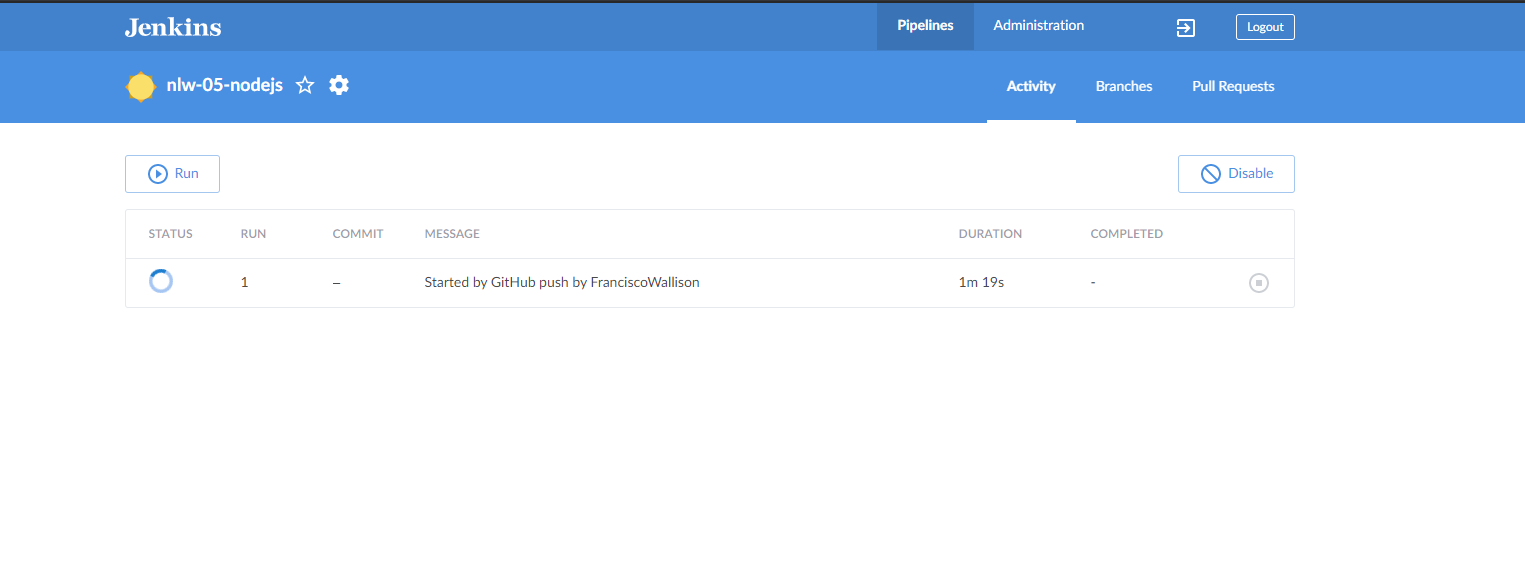 Jenkins Pipelines Administration Logout
nlw-05-nodejs Activity Branches Pull Requests
Run Disable
STATUS RUN COMMIT MESSAGE DURATION COMPLETED
1 – Started by GitHub push by FranciscoWallison 1m 19s -